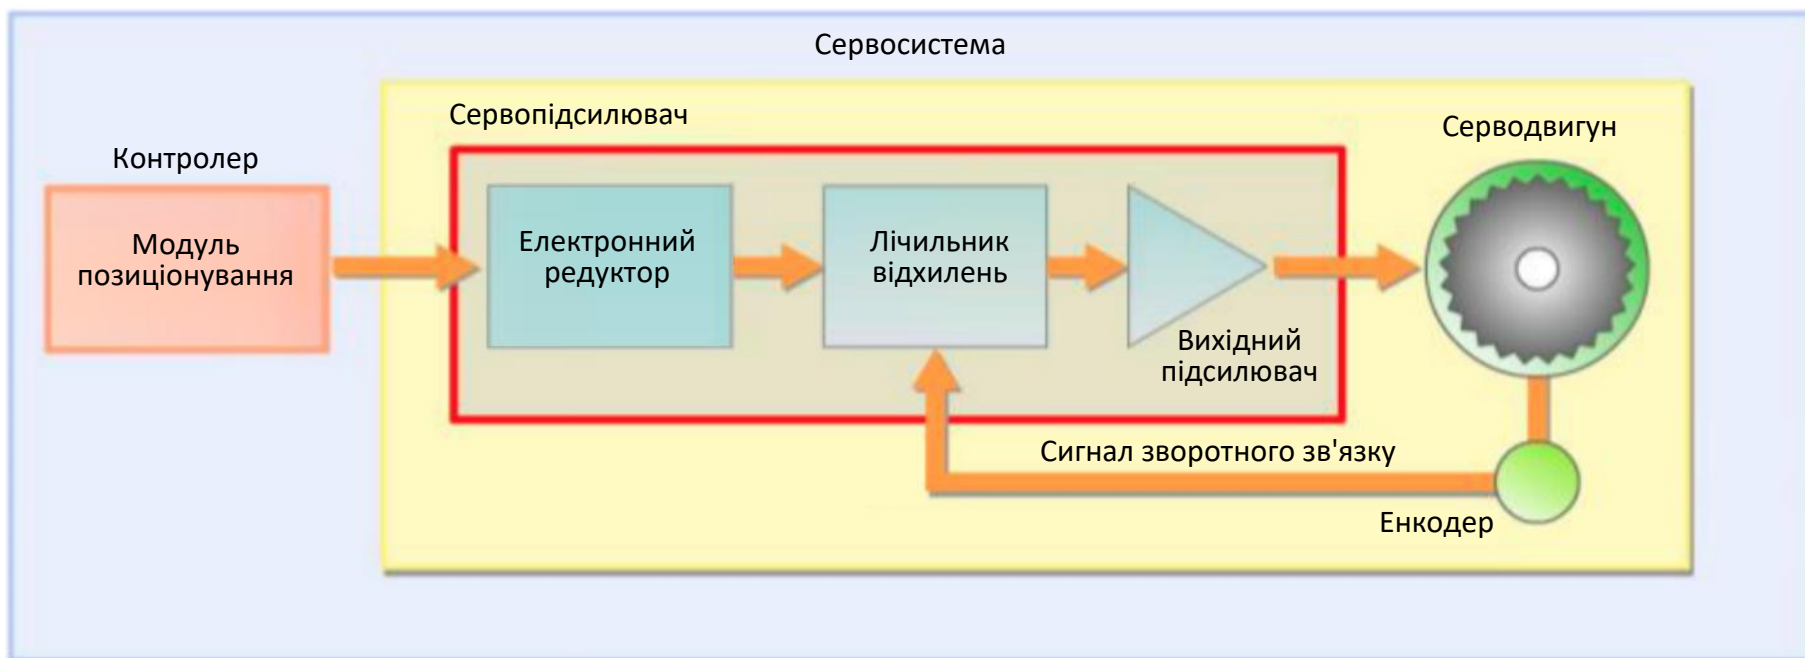 Сервосистема
Сервопідсилювач
Серводвигун
Контролер
Модуль
позиціонування
Електронний
редуктор
Лічильник
відхилень
Вихідний
підсилювач
Сигнал зворотного зв'язку
Енкодер